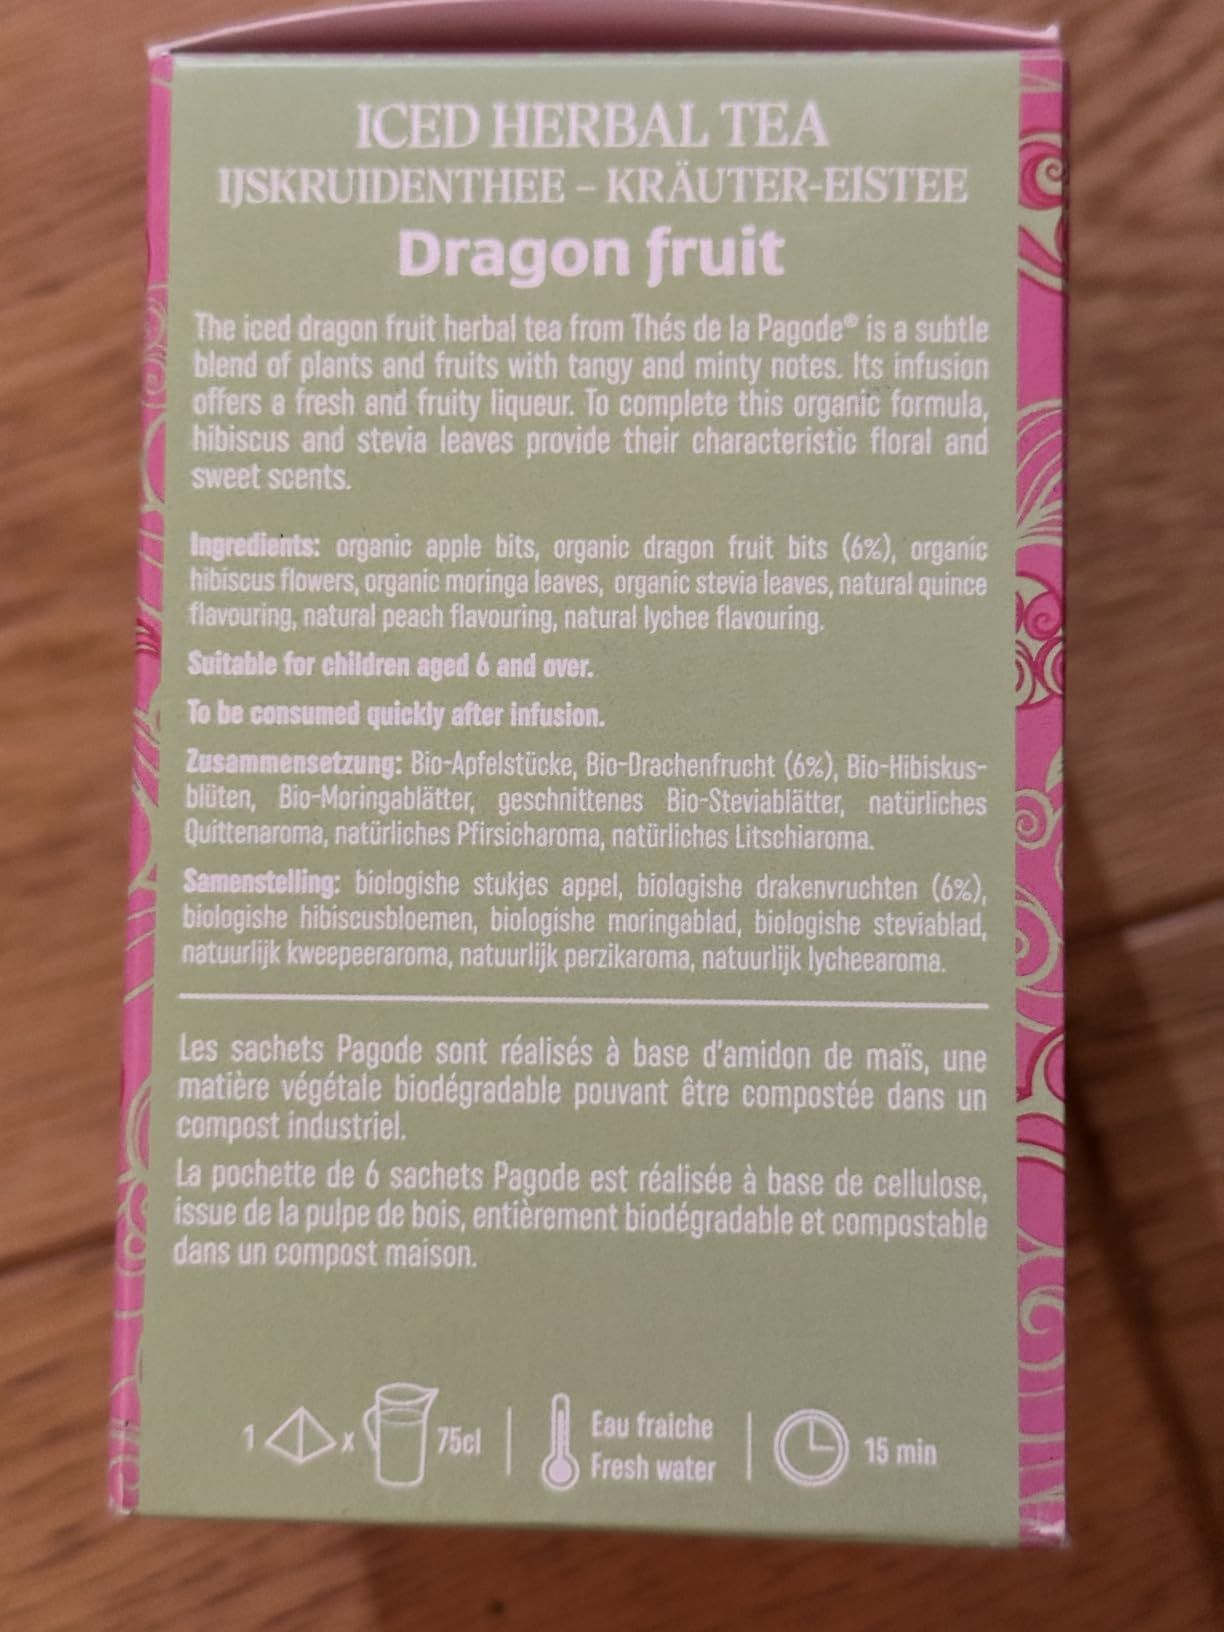 ICED HERBAL TEA
IJSKRUIDENTHEE – KRÄUTER-EISTEE
Dragon fruit
The iced dragon fruit herbal tea from Thés de la Pagode® is a subtle
blend of plants and fruits with tangy and minty notes. Its infusion
offers a fresh and fruity liqueur. To complete this organic formula,
hibiscus and stevia leaves provide their characteristic floral and
sweet scents.
Ingredients: organic apple bits, organic dragon fruit bits (6%), organic
hibiscus flowers, organic moringa leaves, organic stevia leaves, natural quince
flavouring, natural peach flavouring, natural lychee flavouring.
Suitable for children aged 6 and over.
To be consumed quickly after infusion.
Zusammensetzung: Bio-Apfelstücke, Bio-Drachenfrucht (6%), Bio-Hibiskus-
blüten, Bio-Moringablätter, geschnittenes Bio-Steviablätter, natürliches
Quittenaroma, natürliches Pfirsicharoma, natürliches Litschiaroma.
Samenstelling: biologishe stukjes appel, biologishe drakenvruchten (6%),
biologishe hibiscusbloemen, biologishe moringablad, biologishe steviablad,
natuurlijk kweepeeraroma, natuurlijk perzikaroma, natuurlijk lycheearoma.
Les sachets Pagode sont réalisés à base d'amidon de maïs, une
matière végétale biodégradable pouvant être compostée dans un
compost industriel.
La pochette de 6 sachets Pagode est réalisée à base de cellulose,
issue de la pulpe de bois, entièrement biodégradable et compostable
dans un compost maison.
1 x 75cl
Eau fraiche
Fresh water
15 min